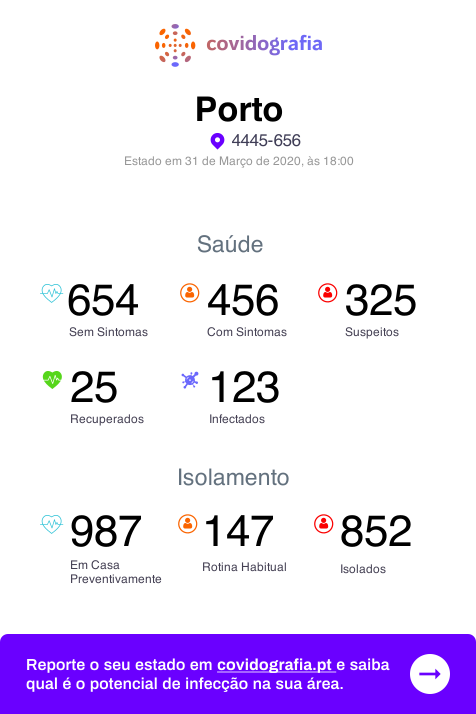 covidografia
Porto
4445-656
Estado em 31 de Março de 2020, às 18:00
Saúde
654 456 325
Sem Sintomas Com Sintomas Suspeitos
25 123
Recuperados Infectados
Isolamento
987 147 852
Em Casa Rotina Habitual Isolados
Preventivamente
Reporte o seu estado em covidografia.pt e saiba
qual é o potencial de infecção na sua área.